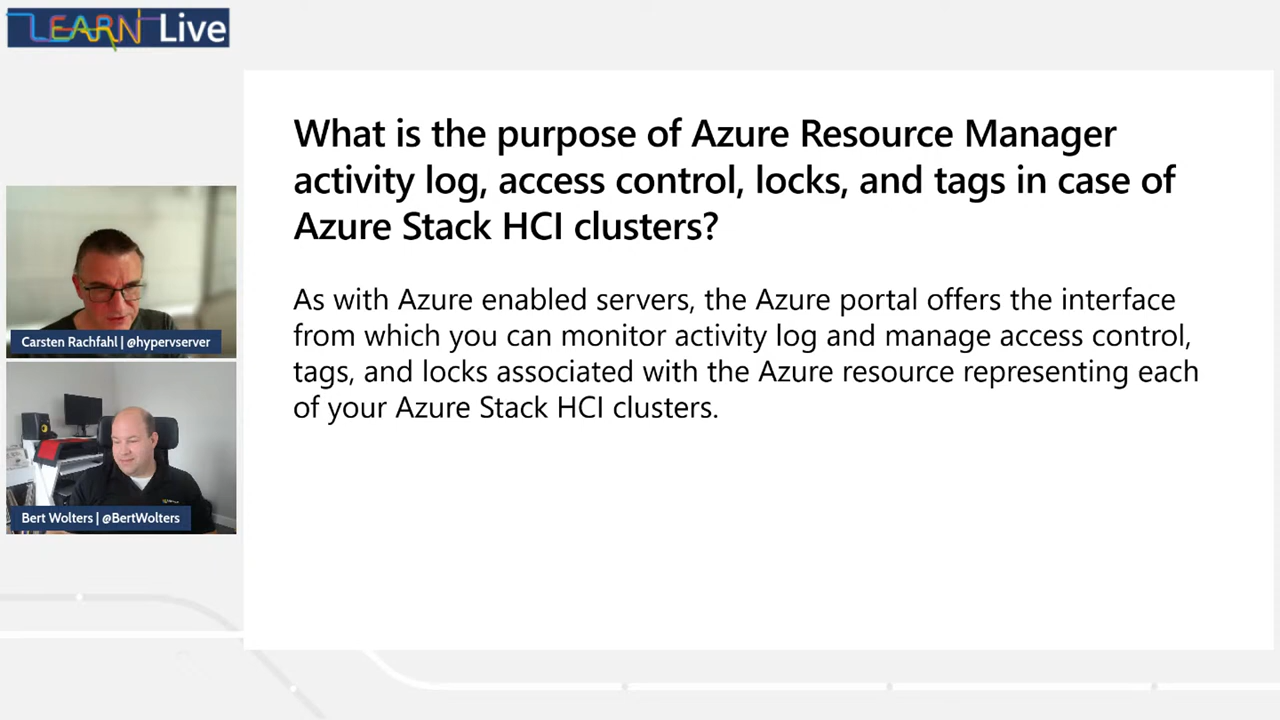 LEARN Live
What is the purpose of Azure Resource Manager
activity log, access control, locks, and tags in case of
Azure Stack HCI clusters?
As with Azure enabled servers, the Azure portal offers the interface
from which you can monitor activity log and manage access control,
tags, and locks associated with the Azure resource representing each
of your Azure Stack HCI clusters.
Carsten Rachfahl | @hypervserver
Bert Wolters | @BertWolters